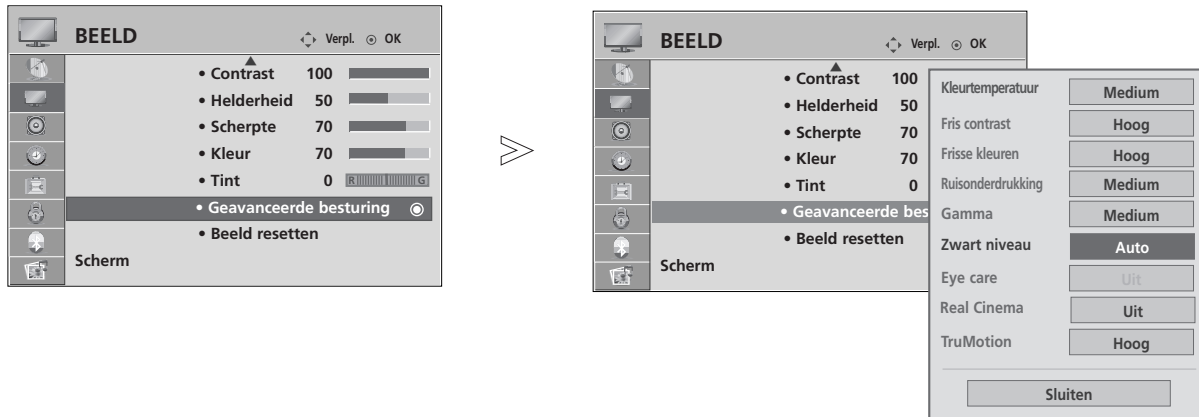 BEELD
Verpl. OK
• Contrast 100
• Helderheid 50
• Scherpte 70
• Kleur 70
• Tint 0 R G
• Geavanceerde besturing
• Beeld resetten
Scherm
BEELD
Verpl. OK
• Contrast 100
• Helderheid 50
• Scherpte 70
• Kleur 70
• Tint 0
• Geavanceerde bes
• Beeld resetten
Scherm
Kleurtemperatuur Medium
Fris contrast Hoog
Frisse kleuren Hoog
Ruisonderdrukking Medium
Gamma Medium
Zwart niveau Auto
Eye care Uit
Real Cinema Uit
TruMotion Hoog
Sluiten